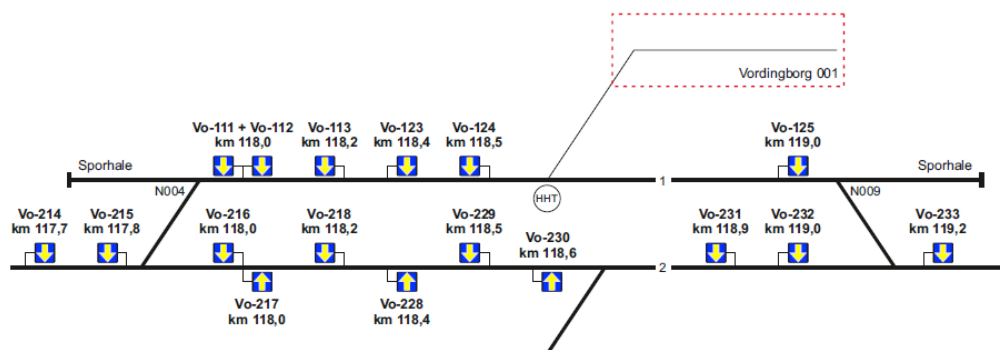 Vordingborg 001
Vo-111 + Vo-112
km 118,0
Vo-113
km 118,2
Vo-123
km 118,4
Vo-124
km 118,5
Vo-125
km 119,0
Sporhale
Sporhale
N004
1
N009
HHT
Vo-214
km 117,7
Vo-215
km 117,8
Vo-216
km 118,0
Vo-218
km 118,2
Vo-229
km 118,5
Vo-230
km 118,6
Vo-231
km 118,9
Vo-232
km 119,0
Vo-233
km 119,2
2
Vo-217
km 118,0
Vo-228
km 118,4